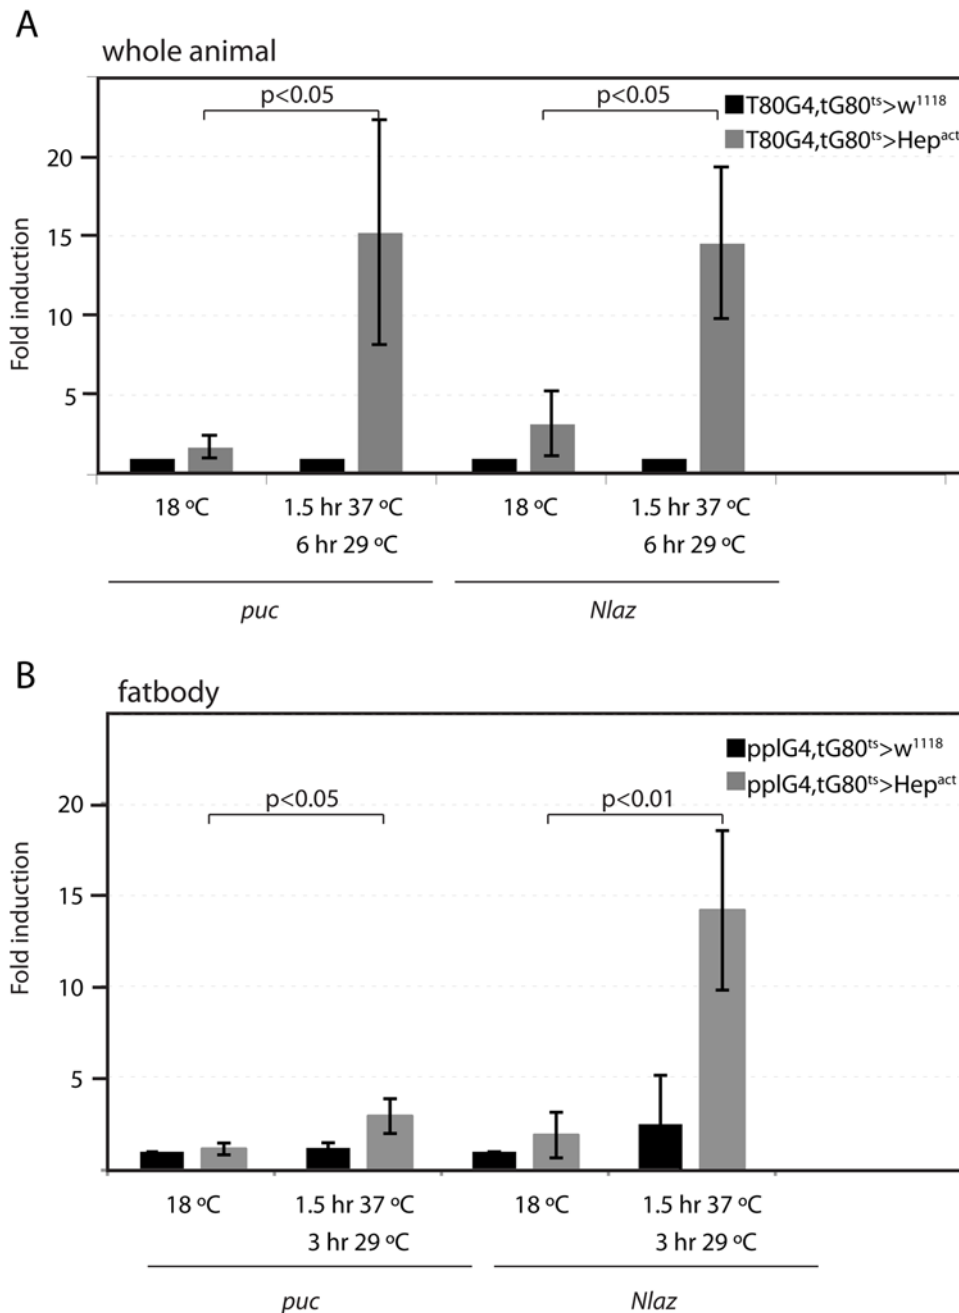 A
whole animal
p<0.05
p<0.05
T80G4,tG80ᵗˢ>w¹¹¹⁸
T80G4,tG80ᵗˢ>Hepᵃᶜᵗ
Fold induction
20
15
10
5
18 ºC
1.5 hr 37 ºC
18 ºC
1.5 hr 37 ºC
6 hr 29 ºC
6 hr 29 ºC
puc
Nlaz
B
fatbody
pplG4,tG80ᵗˢ>w¹¹¹⁸
pplG4,tG80ᵗˢ>Hepᵃᶜᵗ
p<0.05
p<0.01
Fold induction
20
15
10
5
18 ºC
1.5 hr 37 ºC
18 ºC
1.5 hr 37 ºC
3 hr 29 ºC
3 hr 29 ºC
puc
Nlaz